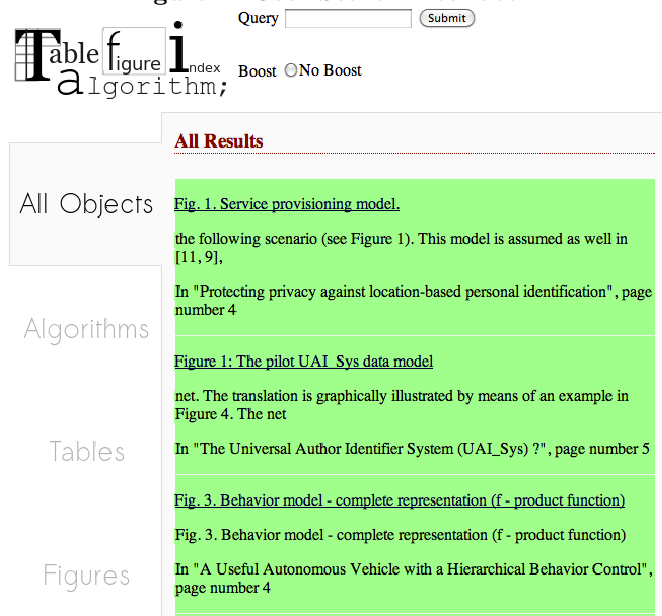 Query
Submit
Table figure index
algorithm;
Boost No Boost
All Results
All Objects
Algorithms
Tables
Figures
Fig. 1. Service provisioning model.
the following scenario (see Figure 1). This model is assumed as well in
[11, 9],
In "Protecting privacy against location-based personal identification", page
number 4
Figure 1: The pilot UAI_Sys data model
net. The translation is graphically illustrated by means of an example in
Figure 4. The net
In "The Universal Author Identifier System (UAI_Sys) ?", page number 5
Fig. 3. Behavior model - complete representation (f - product function)
Fig. 3. Behavior model - complete representation (f - product function)
In "A Useful Autonomous Vehicle with a Hierarchical Behavior Control",
page number 4